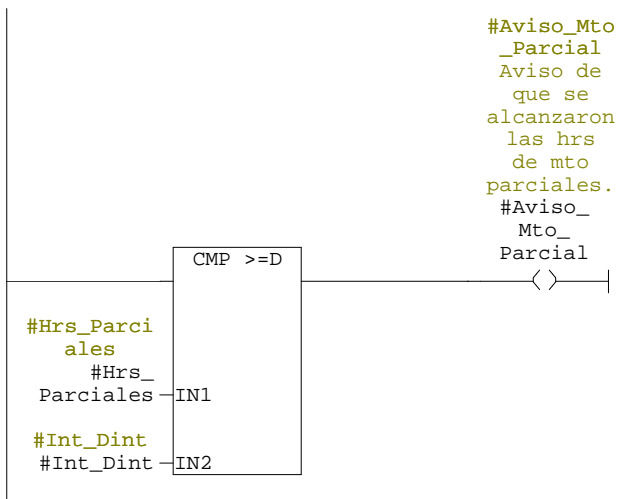 #Aviso_Mto
_Parcial
Aviso de
que se
alcanzaron
las hrs
de mto
parciales.
#Aviso_
Mto_
Parcial
CMP >=D
#Hrs_Parci
ales
#Hrs_
Parciales
IN1
#Int_Dint
#Int_Dint
IN2